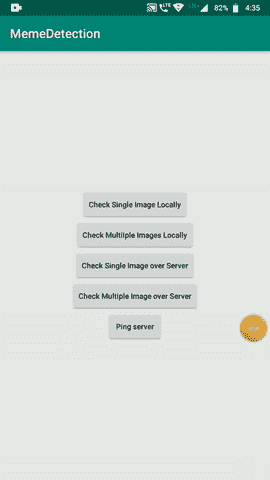 LTE
82%
4:35
MemeDetection
Check Single Image Locally
Check Multilple Images Locally
Check Single Image over Server
Check Multiple Image over Server
Ping server